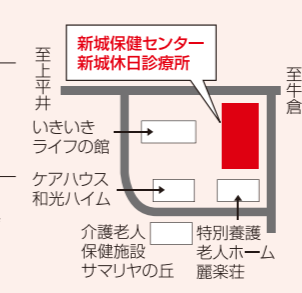 新城保健センター
新城休日診療所
至上平井
至牛倉
いきいき
ライフの館
ケアハウス
和光ハイム
介護老人
保健施設
サマリヤの丘
特別養護
老人ホーム
麗楽荘